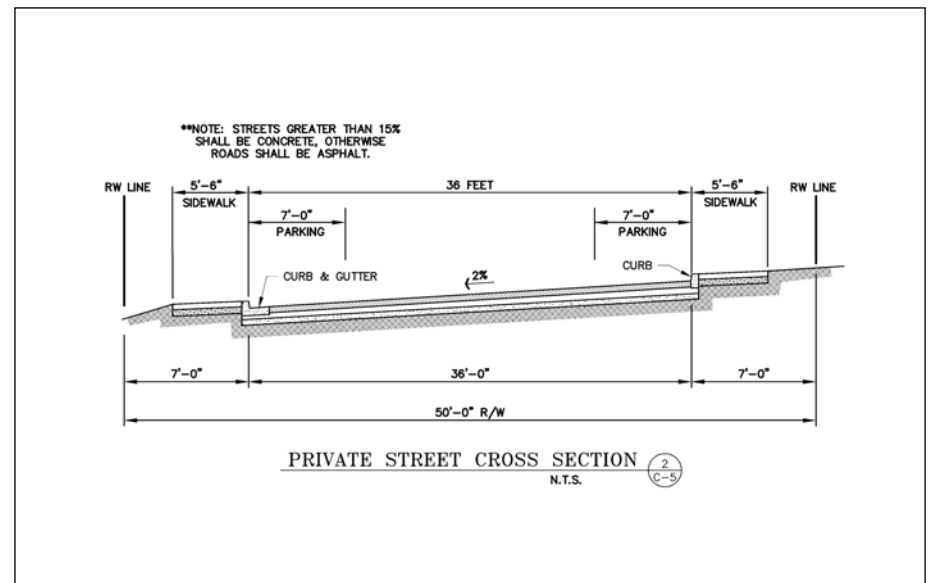 **NOTE: STREETS GREATER THAN 15%
SHALL BE CONCRETE, OTHERWISE
ROADS SHALL BE ASPHALT.
RW LINE
5'-6"
SIDEWALK
36 FEET
5'-6"
SIDEWALK
RW LINE
7'-0"
PARKING
7'-0"
PARKING
CURB & GUTTER
2%
CURB
7'-0"
36'-0"
7'-0"
50'-0" R/W
PRIVATE STREET CROSS SECTION
N.T.S.
2
C-5